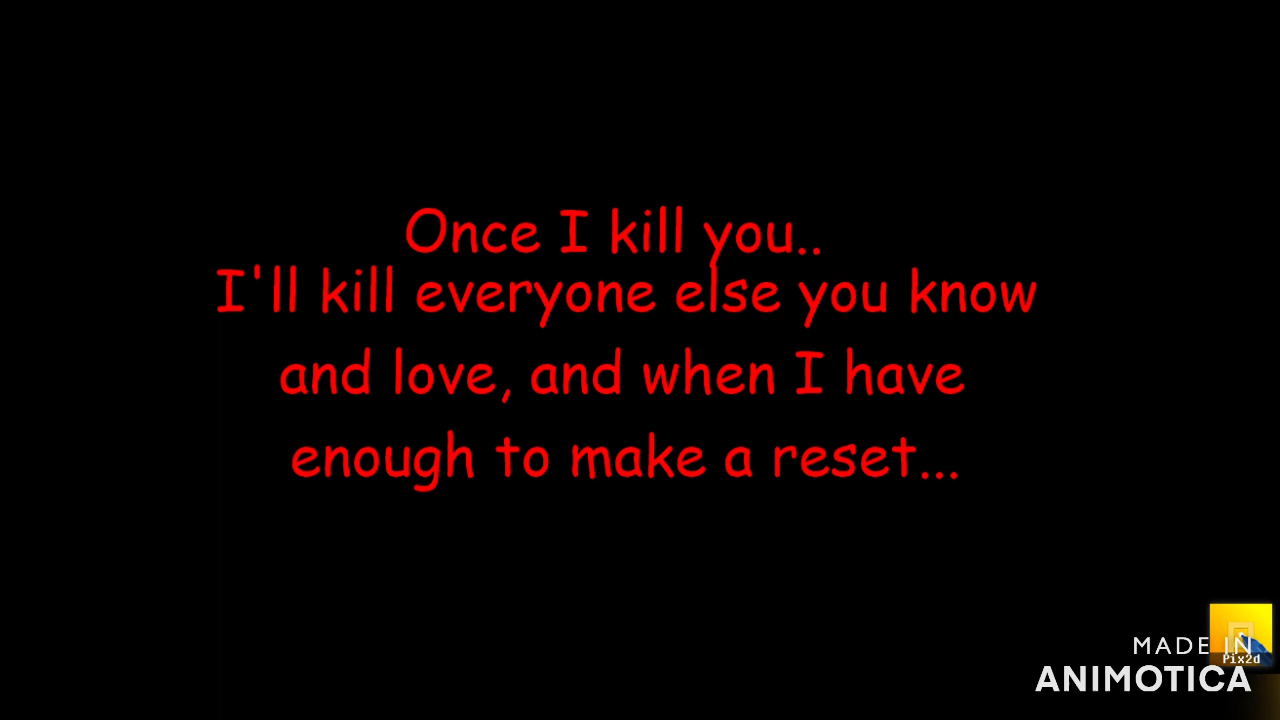 Once I kill you..
I'll kill everyone else you know
and love, and when I have
enough to make a reset...
MADE IN
Pix2d
ANIMOTICA